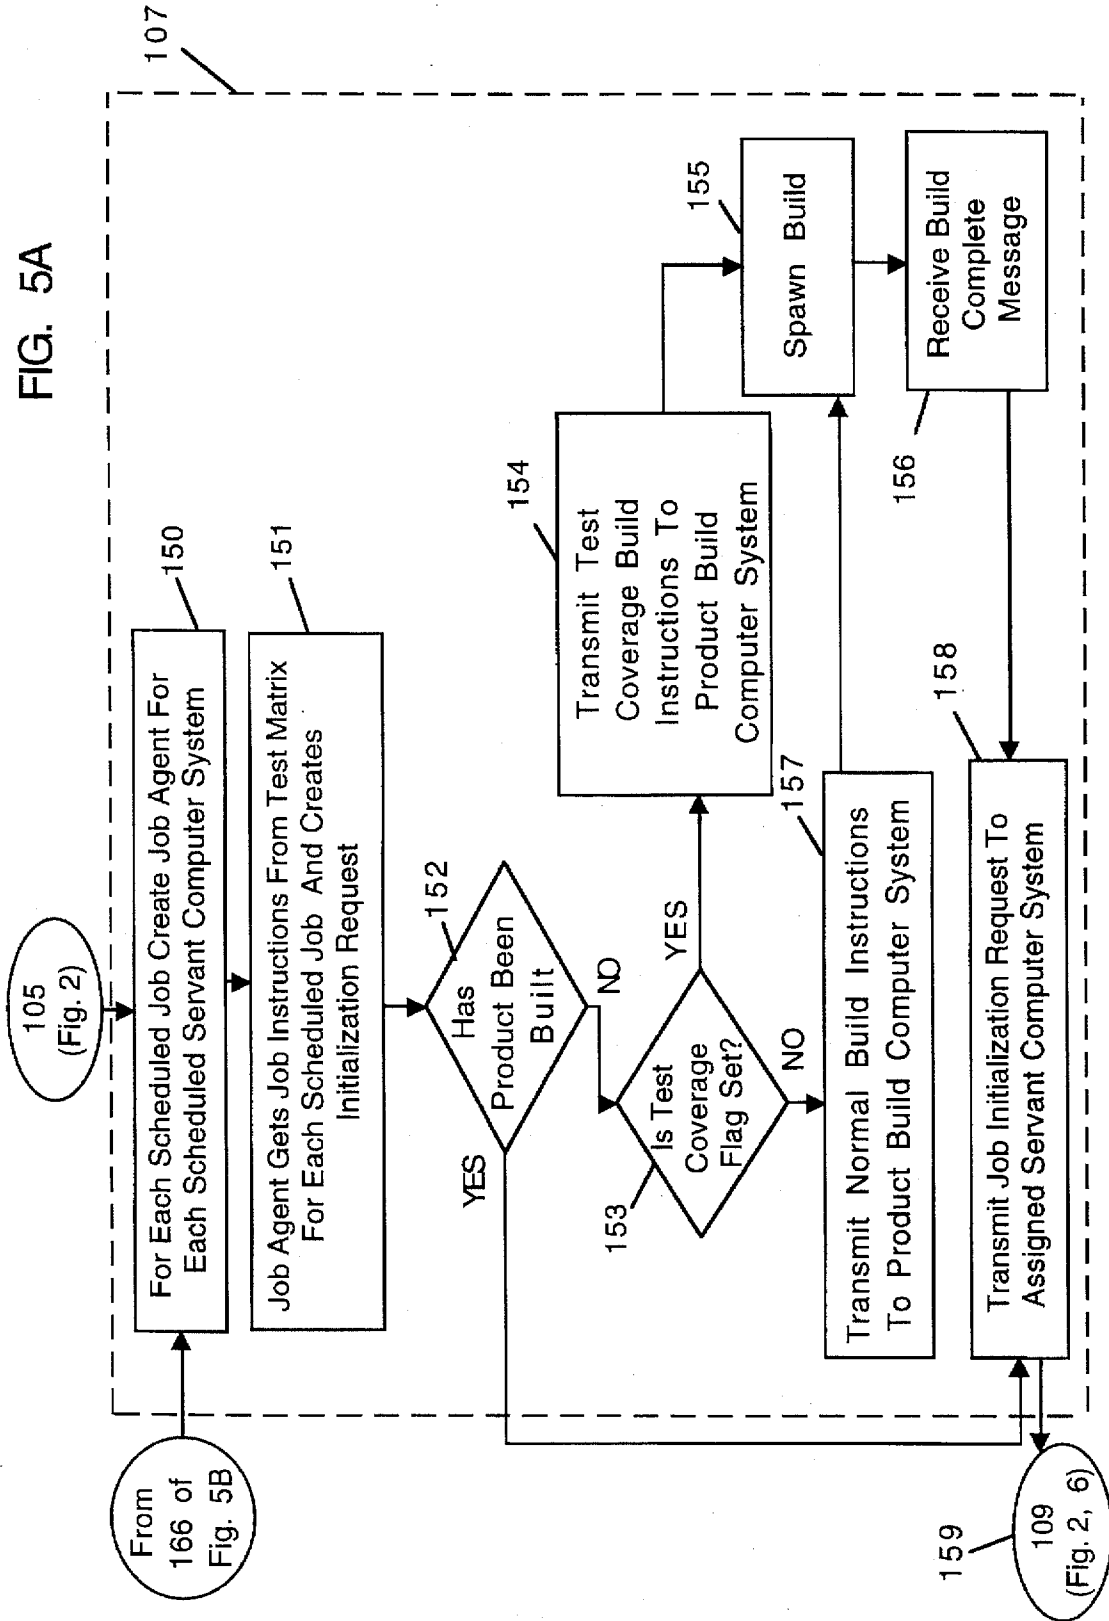 FIG. 5A
107
105
(Fig. 2)
From
166 of
Fig. 5B
150
For Each Scheduled Job Create Job Agent For
Each Scheduled Servant Computer System
151
Job Agent Gets Job Instructions From Test Matrix
For Each Scheduled Job And Creates
Initialization Request
152
Has
Product Been
Built
YES
NO
153
Is Test
Coverage
Flag Set?
YES
NO
154
Transmit Test
Coverage Build
Instructions To
Product Build
Computer System
155
Spawn Build
156
Receive Build
Complete
Message
157
Transmit Normal Build Instructions
To Product Build Computer System
158
Transmit Job Initialization Request To
Assigned Servant Computer System
159
109
(Fig. 2, 6)